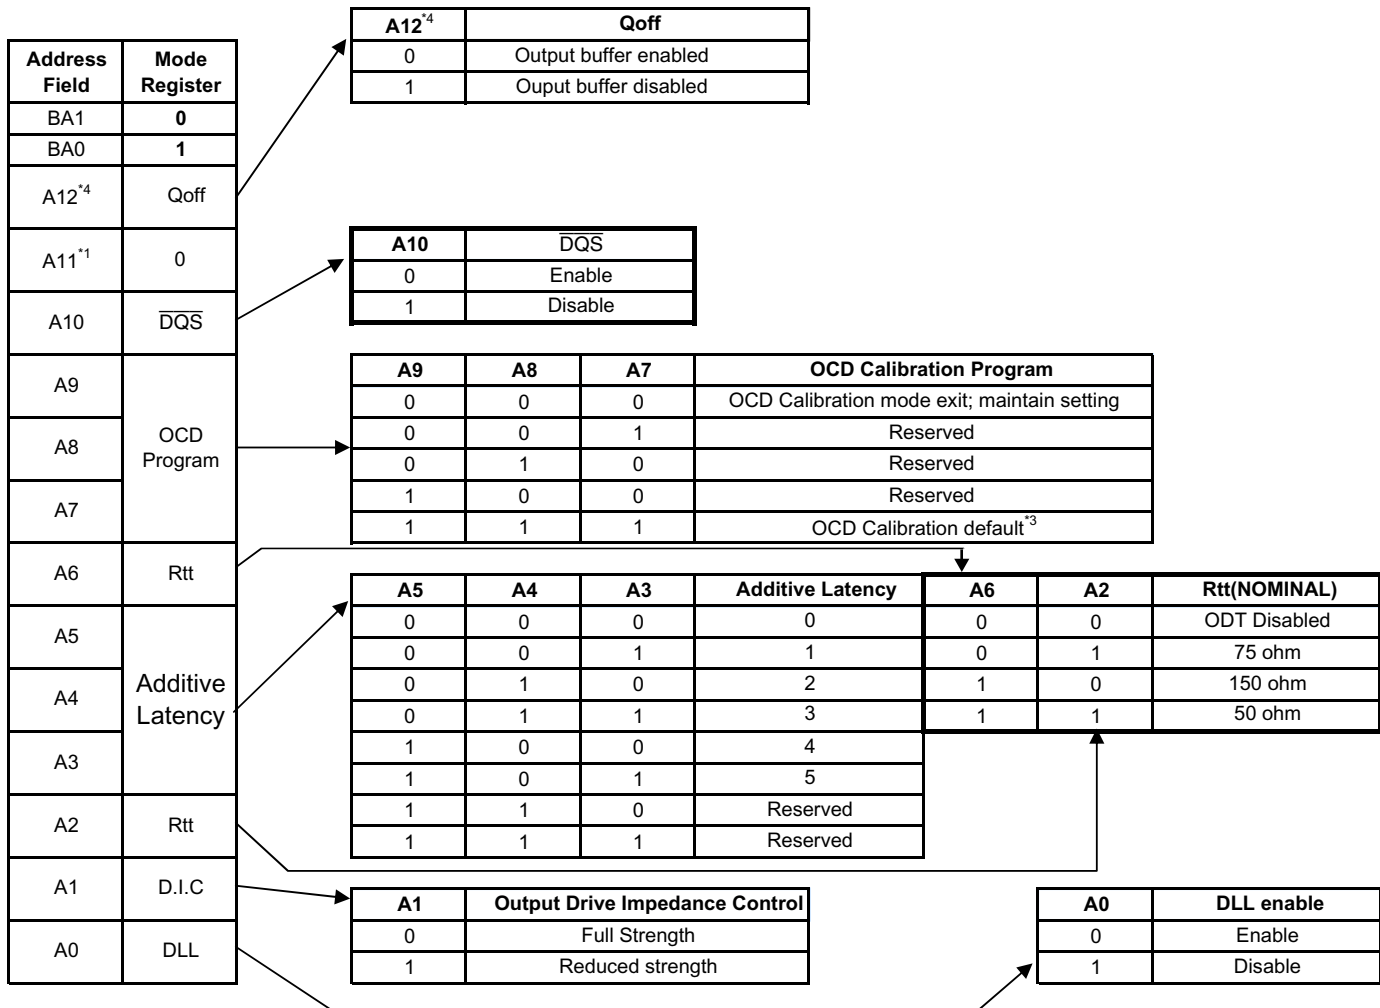 A12*4 Qoff
0 Output buffer enabled
1 Ouput buffer disabled
Address Field Mode Register
BA1 0
BA0 1
A12*4 Qoff
A11*1 0
A10 DQS
A9
A8
A7
OCD Program
A6 Rtt
A5
A4
A3
Additive Latency
A2 Rtt
A1 D.I.C
A0 DLL
A10 DQS
0 Enable
1 Disable
A9 A8 A7 OCD Calibration Program
0 0 0 OCD Calibration mode exit; maintain setting
0 0 1 Reserved
0 1 0 Reserved
1 0 0 Reserved
1 1 1 OCD Calibration default*3
A5 A4 A3 Additive Latency
0 0 0 0
0 0 1 1
0 1 0 2
0 1 1 3
1 0 0 4
1 0 1 5
1 1 0 Reserved
1 1 1 Reserved
A6 A2 Rtt(NOMINAL)
0 0 ODT Disabled
0 1 75 ohm
1 0 150 ohm
1 1 50 ohm
A1 Output Drive Impedance Control
0 Full Strength
1 Reduced strength
A0 DLL enable
0 Enable
1 Disable